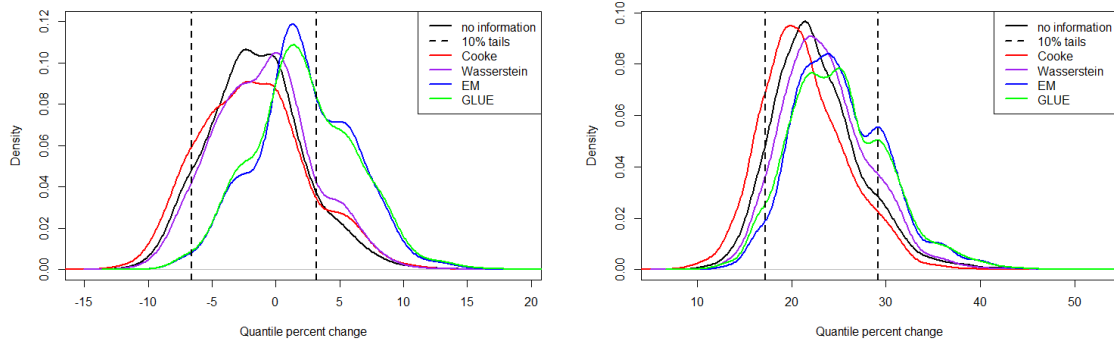 no information
10% tails
Cooke
Wasserstein
EM
GLUE
Density
0.00 0.02 0.04 0.06 0.08 0.10 0.12
-15 -10 -5 0 5 10 15 20
Quantile percent change
no information
10% tails
Cooke
Wasserstein
EM
GLUE
Density
0.00 0.02 0.04 0.06 0.08 0.10
10 20 30 40 50
Quantile percent change